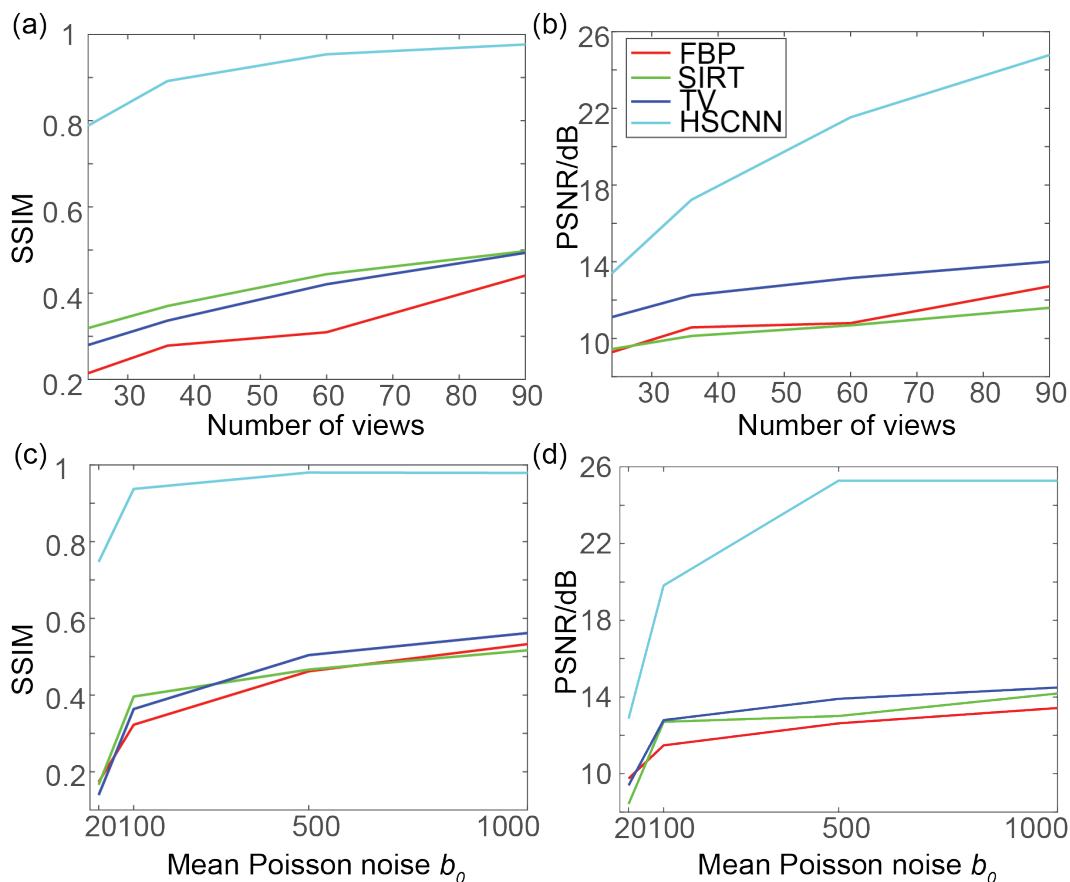 (a)
1
0.8
0.6
0.4
0.2
SSIM
30 40 50 60 70 80 90
Number of views
(b)
26
22
18
14
10
PSNR/dB
FBP
SIRT
TV
HSCNN
30 40 50 60 70 80 90
Number of views
(c)
1
0.8
0.6
0.4
0.2
SSIM
20100 500 1000
Mean Poisson noise b0
(d)
26
22
18
14
10
PSNR/dB
20100 500 1000
Mean Poisson noise b0